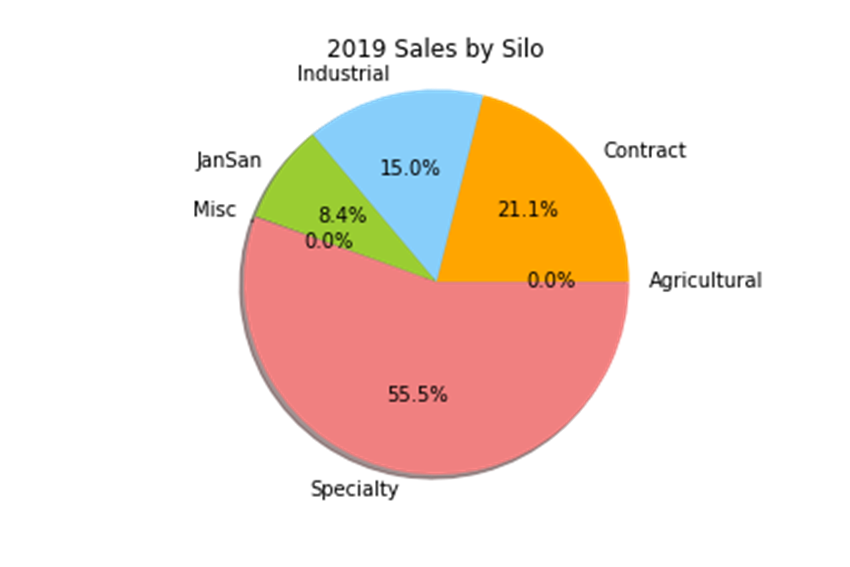 2019 Sales by Silo
Industrial
Contract
JanSan
15.0%
Misc
8.4%
21.1%
0.0%
0.0%
Agricultural
55.5%
Specialty